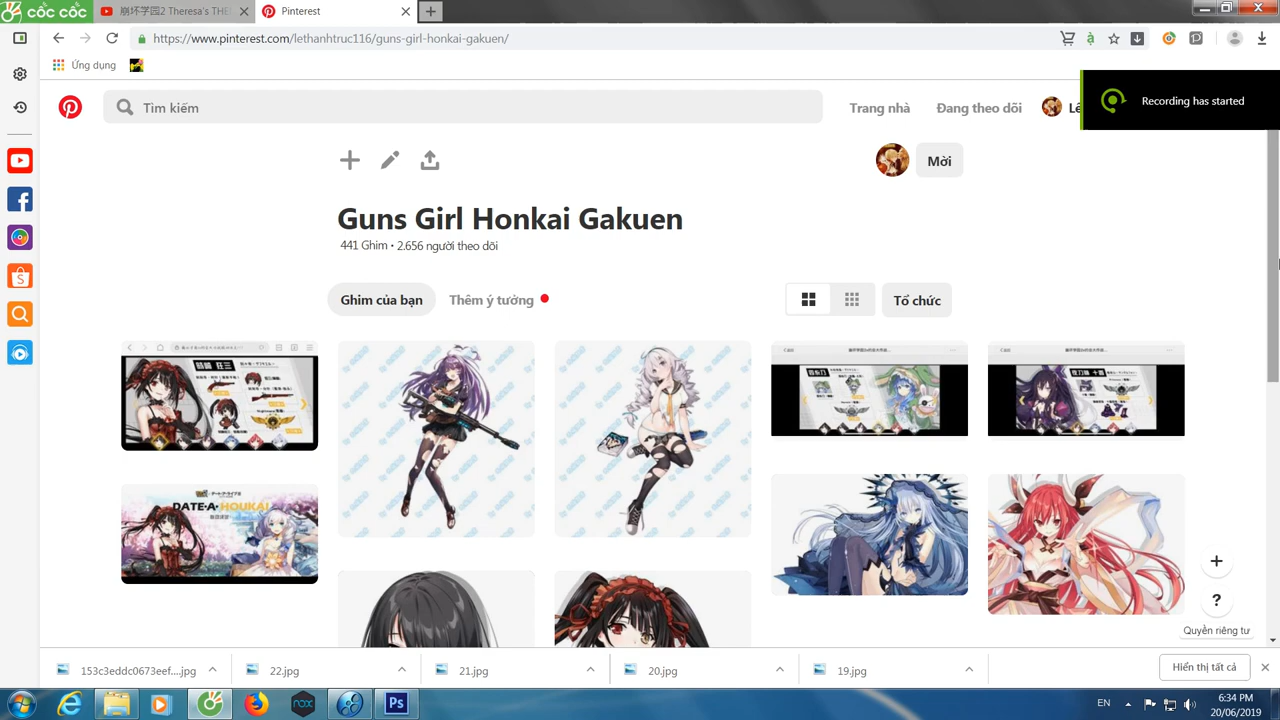 cốc cốc
崩坏学园2 Theresa's THE
Pinterest
https://www.pinterest.com/lethanhtruc116/guns-girl-honkai-gakuen/
Ứng dụng
Tìm kiếm
Trang nhà
Đang theo dõi
Recording has started
Mời
Guns Girl Honkai Gakuen
441 Ghim • 2.656 người theo dõi
Ghim của bạn
Thêm ý tưởng
Tổ chức
DATE·A·HOUKAI
?
Quyền riêng tư
153c3eddc0673eef....jpg
22.jpg
21.jpg
20.jpg
19.jpg
Hiển thị tất cả
nox
Ps
EN
6:34 PM
20/06/2019